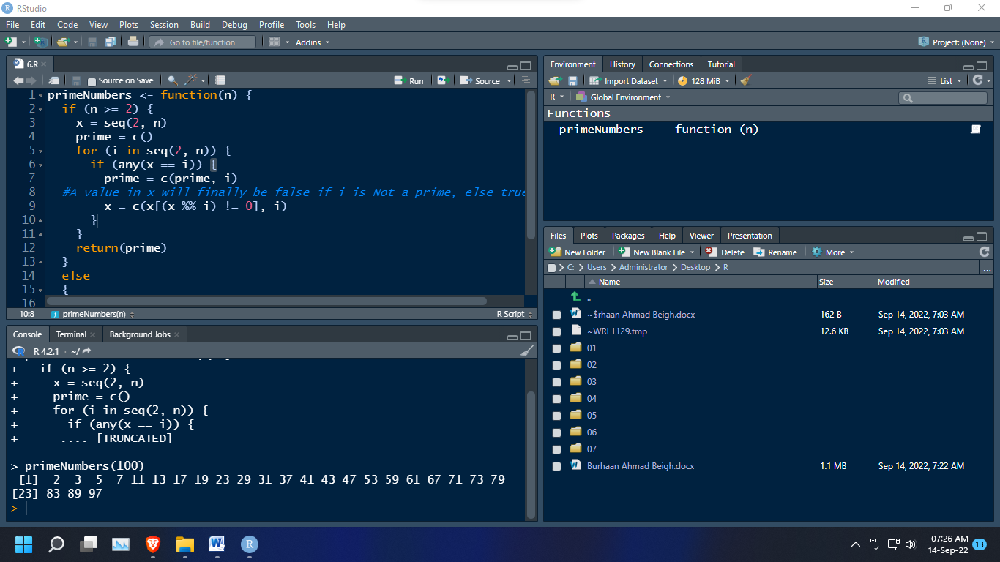 RStudio
File Edit Code View Plots Session Build Debug Profile Tools Help
Go to file/function Addins Project: (None)
6.R
Source on Save Run Source
1 primeNumbers <- function(n) {
2 if (n >= 2) {
3 x = seq(2, n)
4 prime = c()
5 for (i in seq(2, n)) {
6 if (any(x == i)) {
7 prime = c(prime, i)
8 #A value in x will finally be false if i is Not a prime, else true
9 x = c(x[(x %% i) != 0], i)
10 }
11 }
12 return(prime)
13 }
14 else
15 {
16
10:8 primeNumbers(n) R Script
Console Terminal Background Jobs
R 4.2.1 · ~/
+ if (n >= 2) {
+ x = seq(2, n)
+ prime = c()
+ for (i in seq(2, n)) {
+ if (any(x == i)) {
+ .... [TRUNCATED]
> primeNumbers(100)
[1] 2 3 5 7 11 13 17 19 23 29 31 37 41 43 47 53 59 61 67 71 73 79
[23] 83 89 97
>
Environment History Connections Tutorial
Import Dataset 128 MiB List
R Global Environment
Functions
primeNumbers function (n)
Files Plots Packages Help Viewer Presentation
New Folder New Blank File Delete Rename More
C: Users Administrator Desktop R ...
Name Size Modified
..
~$rhaan Ahmad Beigh.docx 162 B Sep 14, 2022, 7:03 AM
~WRL1129.tmp 12.6 KB Sep 14, 2022, 7:03 AM
01
02
03
04
05
06
07
Burhaan Ahmad Beigh.docx 1.1 MB Sep 14, 2022, 7:22 AM
07:26 AM
14-Sep-22 13